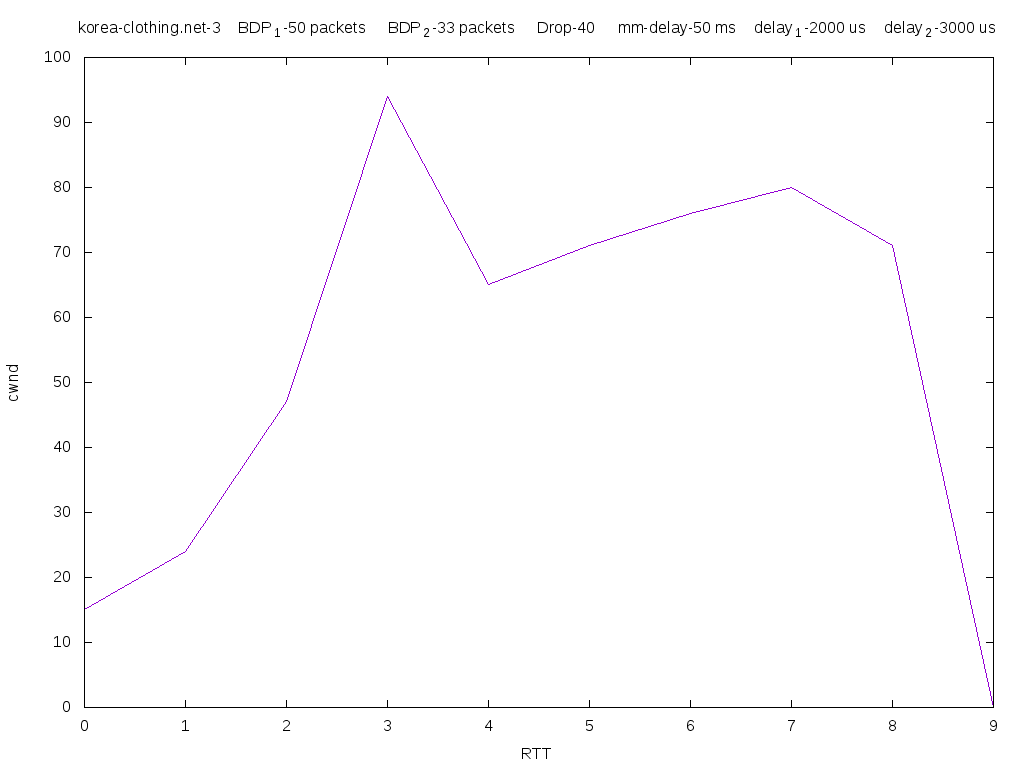 korea-clothing.net-3 BDP1-50 packets BDP2-33 packets Drop-40 mm-delay-50 ms delay1-2000 us delay2-3000 us
100
90
80
70
60
50
40
30
20
10
0
cwnd
0 1 2 3 4 5 6 7 8 9
RTT